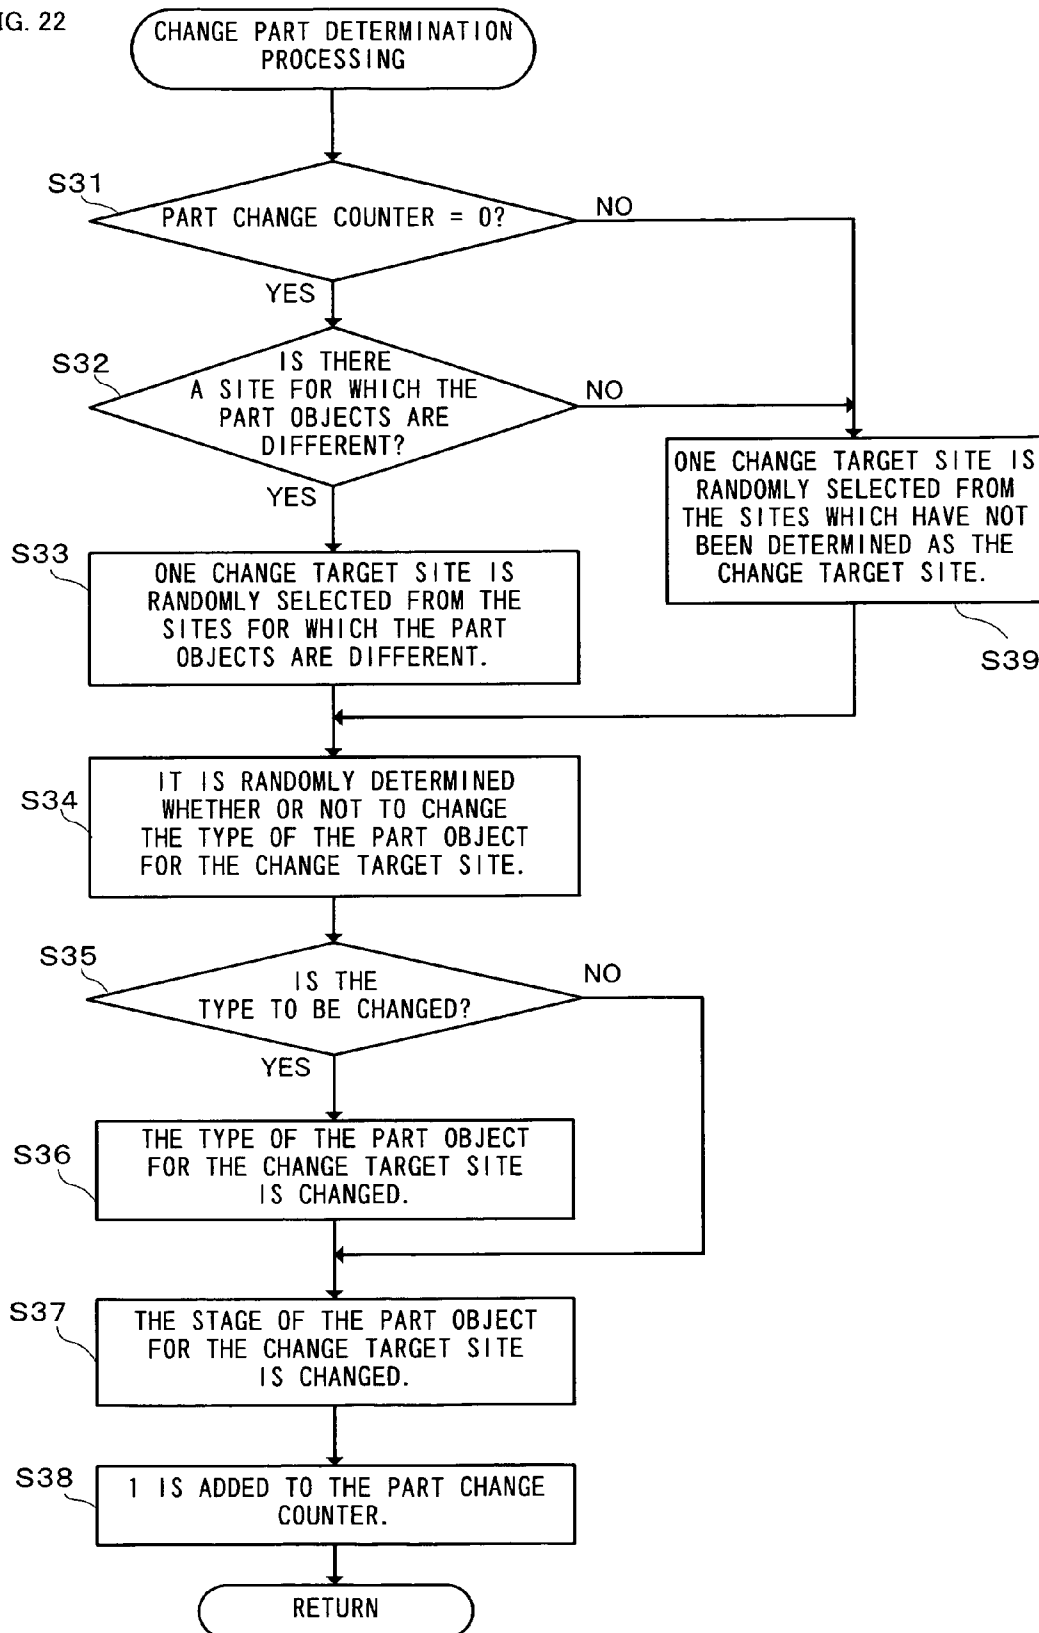 IG. 22
CHANGE PART DETERMINATION
PROCESSING
S31
PART CHANGE COUNTER = 0?
NO
YES
S32
IS THERE
A SITE FOR WHICH THE
PART OBJECTS ARE
DIFFERENT?
NO
YES
ONE CHANGE TARGET SITE IS
RANDOMLY SELECTED FROM
THE SITES WHICH HAVE NOT
BEEN DETERMINED AS THE
CHANGE TARGET SITE.
S39
S33
ONE CHANGE TARGET SITE IS
RANDOMLY SELECTED FROM THE
SITES FOR WHICH THE PART
OBJECTS ARE DIFFERENT.
S34
IT IS RANDOMLY DETERMINED
WHETHER OR NOT TO CHANGE
THE TYPE OF THE PART OBJECT
FOR THE CHANGE TARGET SITE.
S35
IS THE
TYPE TO BE CHANGED?
NO
YES
S36
THE TYPE OF THE PART OBJECT
FOR THE CHANGE TARGET SITE
IS CHANGED.
S37
THE STAGE OF THE PART OBJECT
FOR THE CHANGE TARGET SITE
IS CHANGED.
S38
1 IS ADDED TO THE PART CHANGE
COUNTER.
RETURN